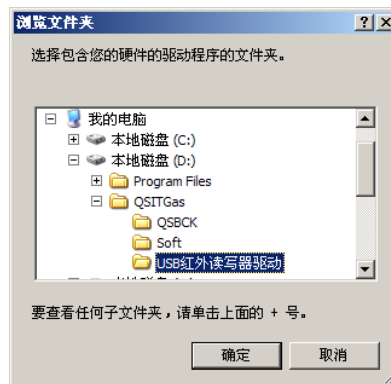 浏览文件夹
选择包含您的硬件的驱动程序的文件夹。
我的电脑
本地磁盘 (C:)
本地磁盘 (D:)
Program Files
QSITGas
QSBCK
Soft
USB红外读写器驱动
要查看任何子文件夹，请单击上面的 + 号。
确定 取消